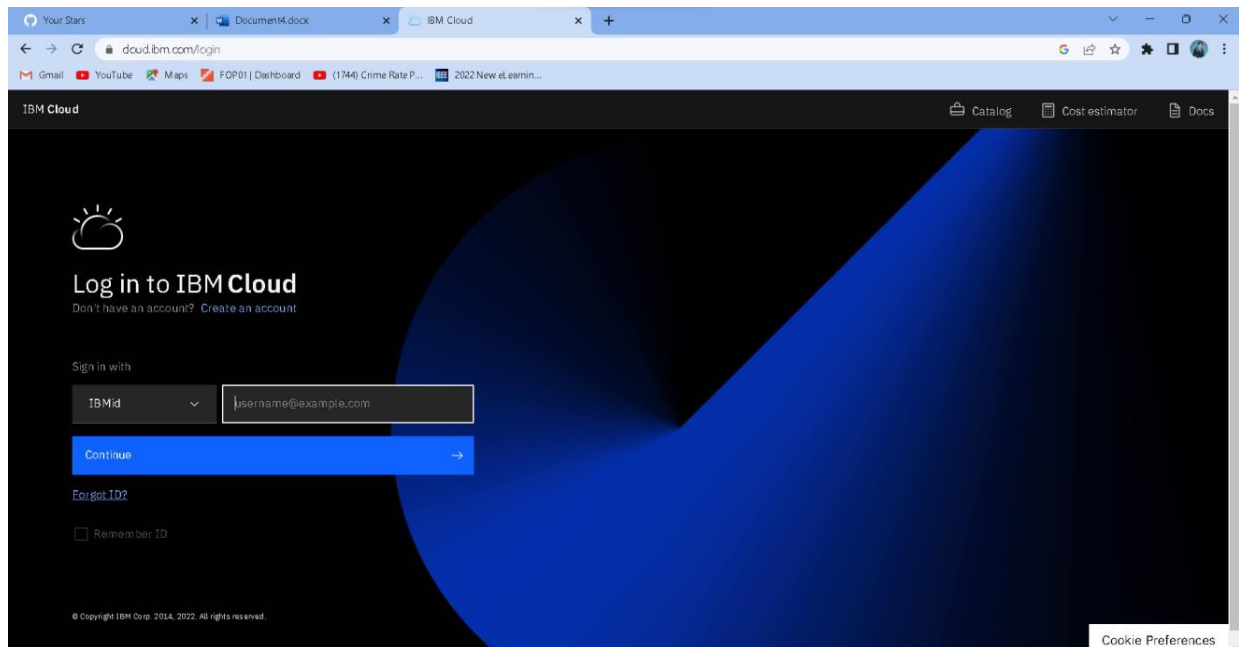 Your Stars
Document4.docx
IBM Cloud
cloud.ibm.com/login
G
Gmail YouTube Maps FOP01 | Dashboard (1744) Crime Rate P... IEEE 2022 New eLearnin...
IBM Cloud Catalog Cost estimator Docs
Log in to IBM Cloud
Don't have an account? Create an account
Sign in with
IBMid username@example.com
Continue
Forgot ID?
Remember ID
© Copyright IBM Corp. 2014, 2022. All rights reserved.
Cookie Preferences